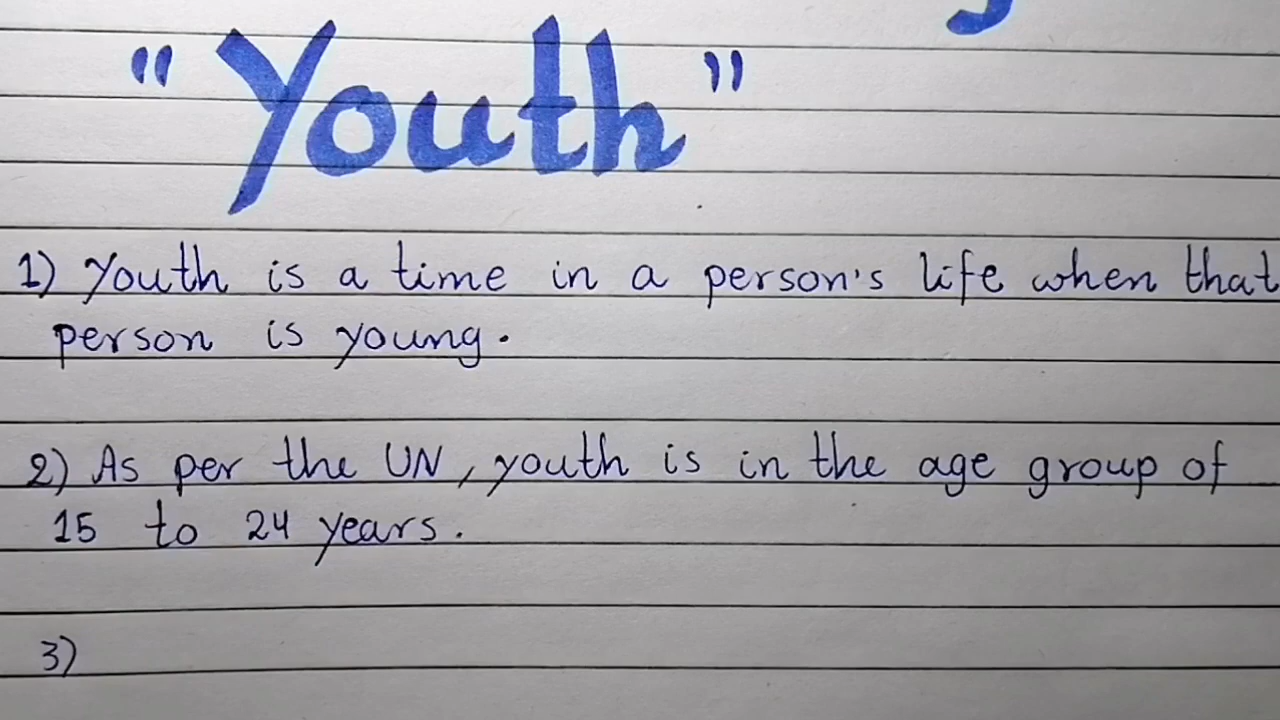 "Youth"
1) Youth is a time in a person's life when that
person is young.
2) As per the UN, youth is in the age group of
15 to 24 years.
3)